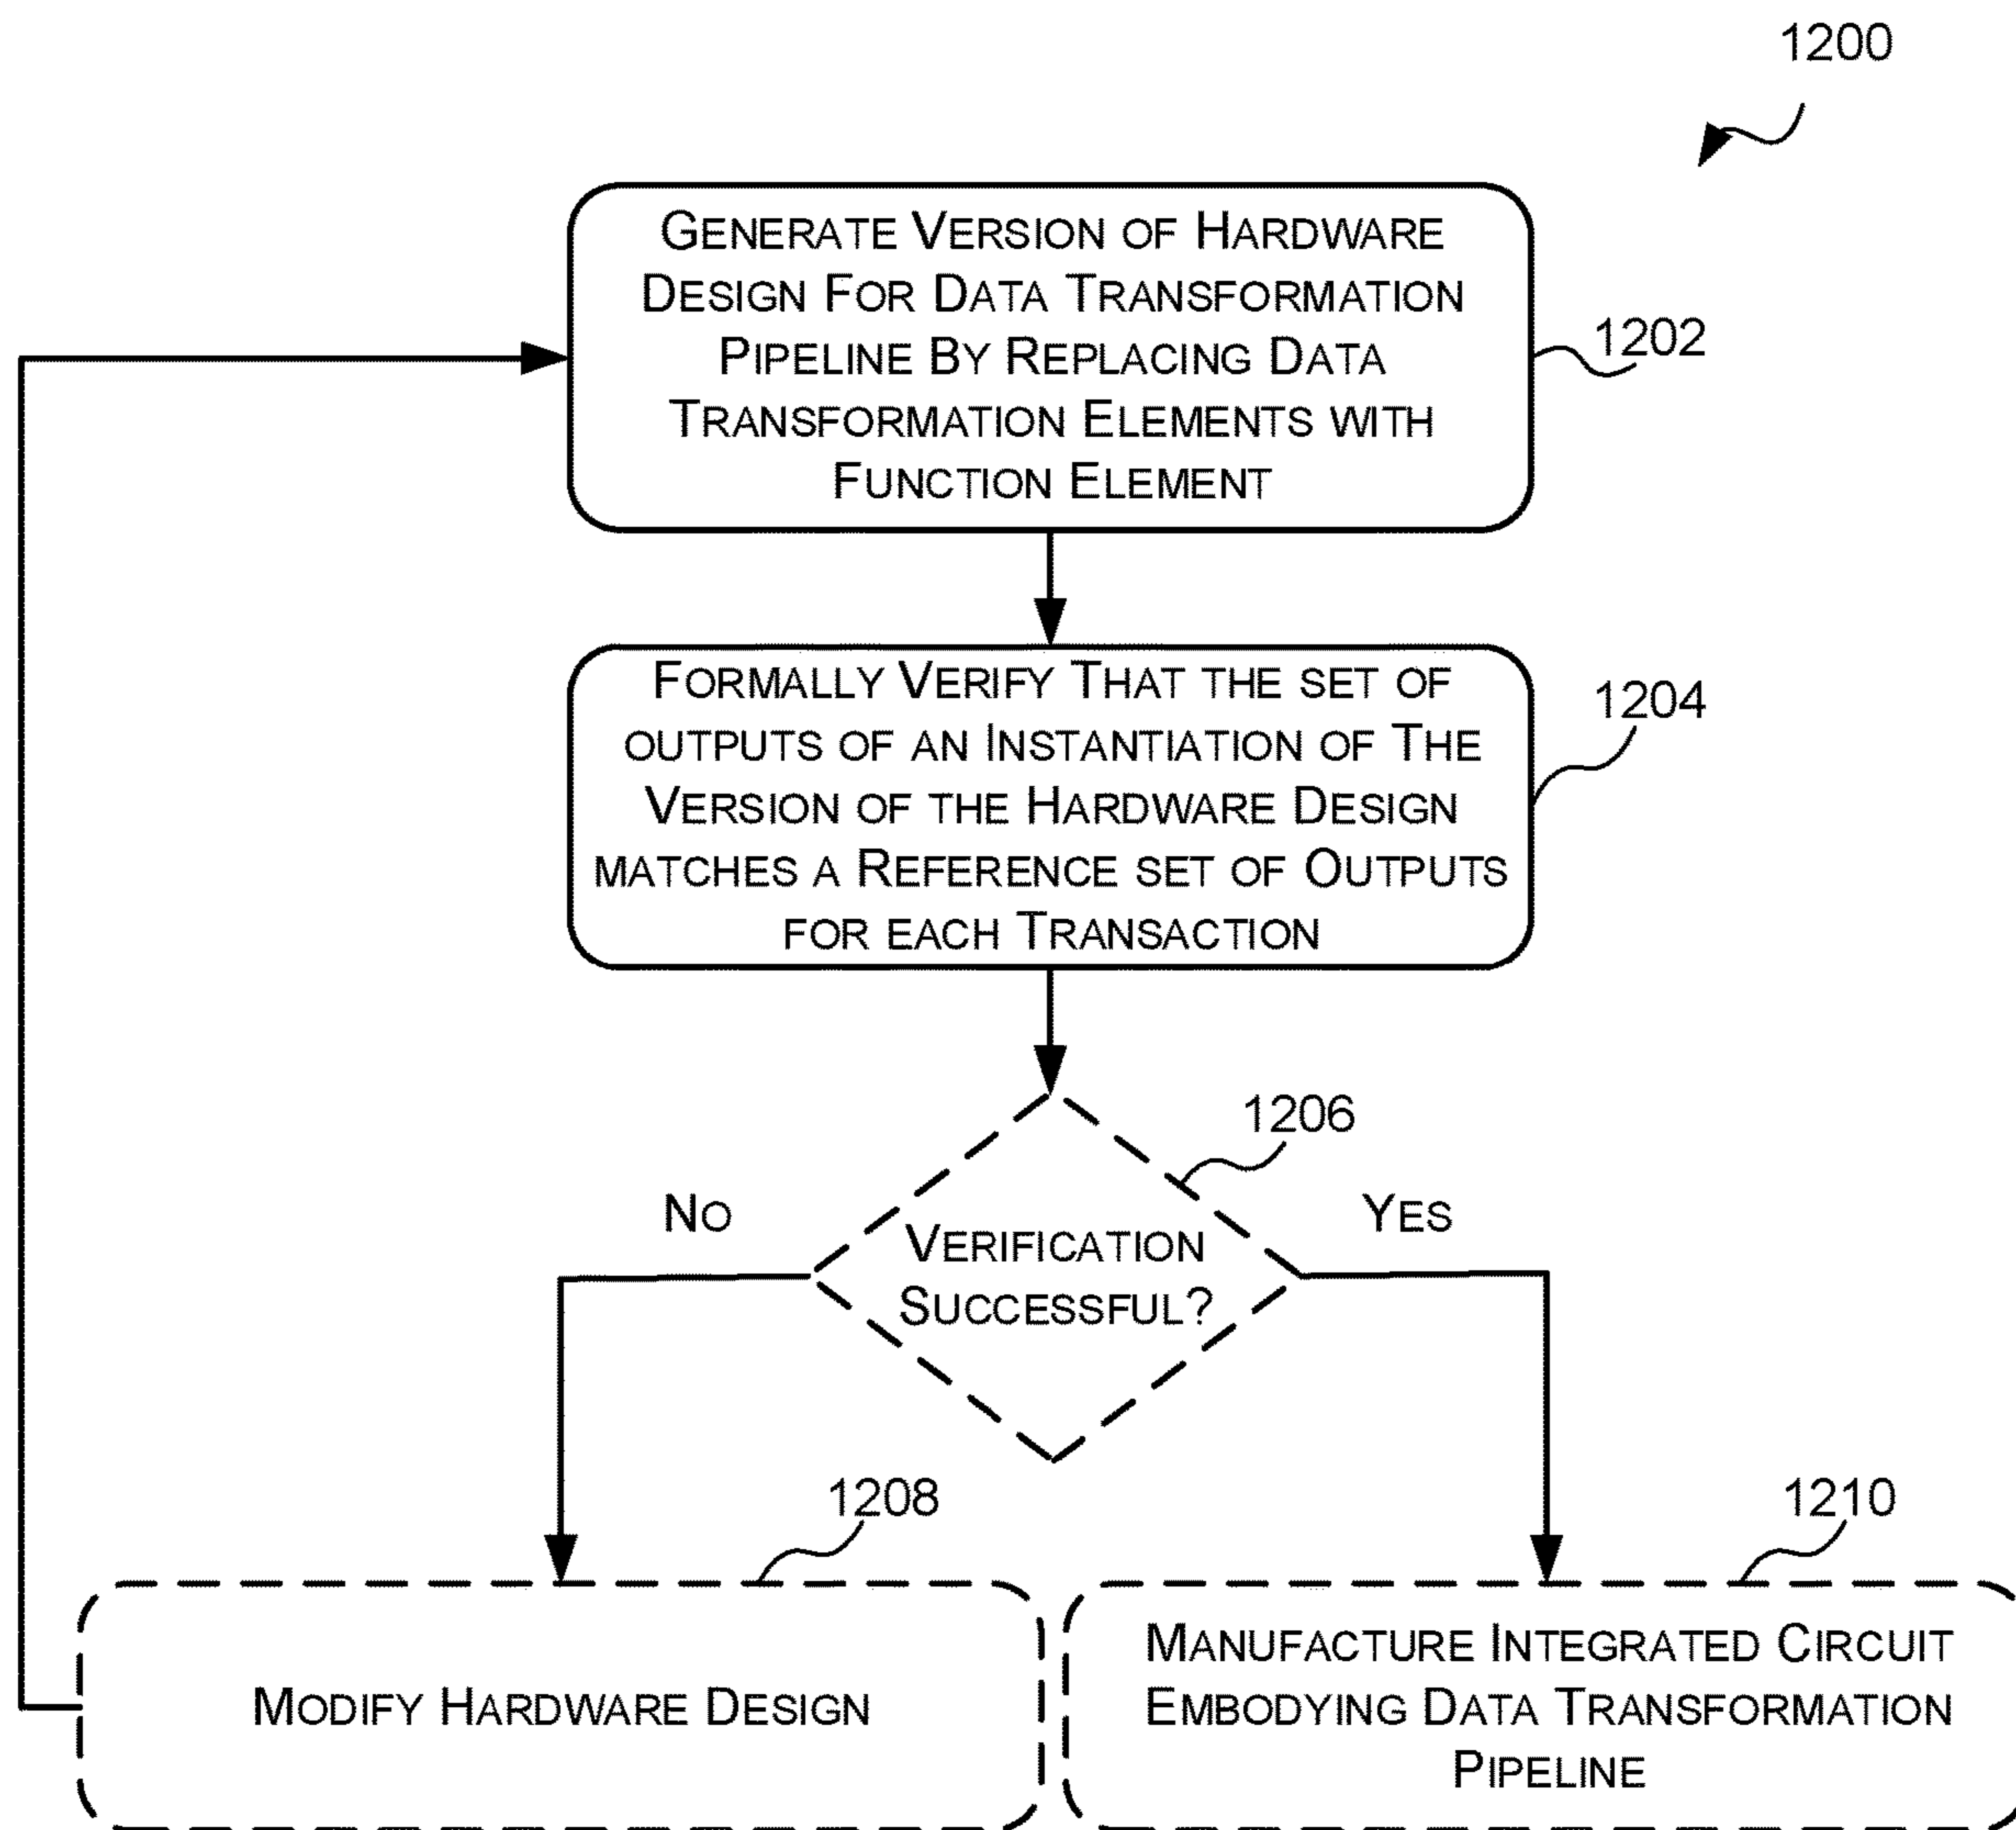 1200
GENERATE VERSION OF HARDWARE
DESIGN FOR DATA TRANSFORMATION
PIPELINE BY REPLACING DATA
TRANSFORMATION ELEMENTS WITH
FUNCTION ELEMENT
1202
FORMALLY VERIFY THAT THE SET OF
OUTPUTS OF AN INSTANTIATION OF THE
VERSION OF THE HARDWARE DESIGN
MATCHES A REFERENCE SET OF OUTPUTS
FOR EACH TRANSACTION
1204
1206
NO
VERIFICATION
SUCCESSFUL?
YES
1208
1210
MODIFY HARDWARE DESIGN
MANUFACTURE INTEGRATED CIRCUIT
EMBODYING DATA TRANSFORMATION
PIPELINE